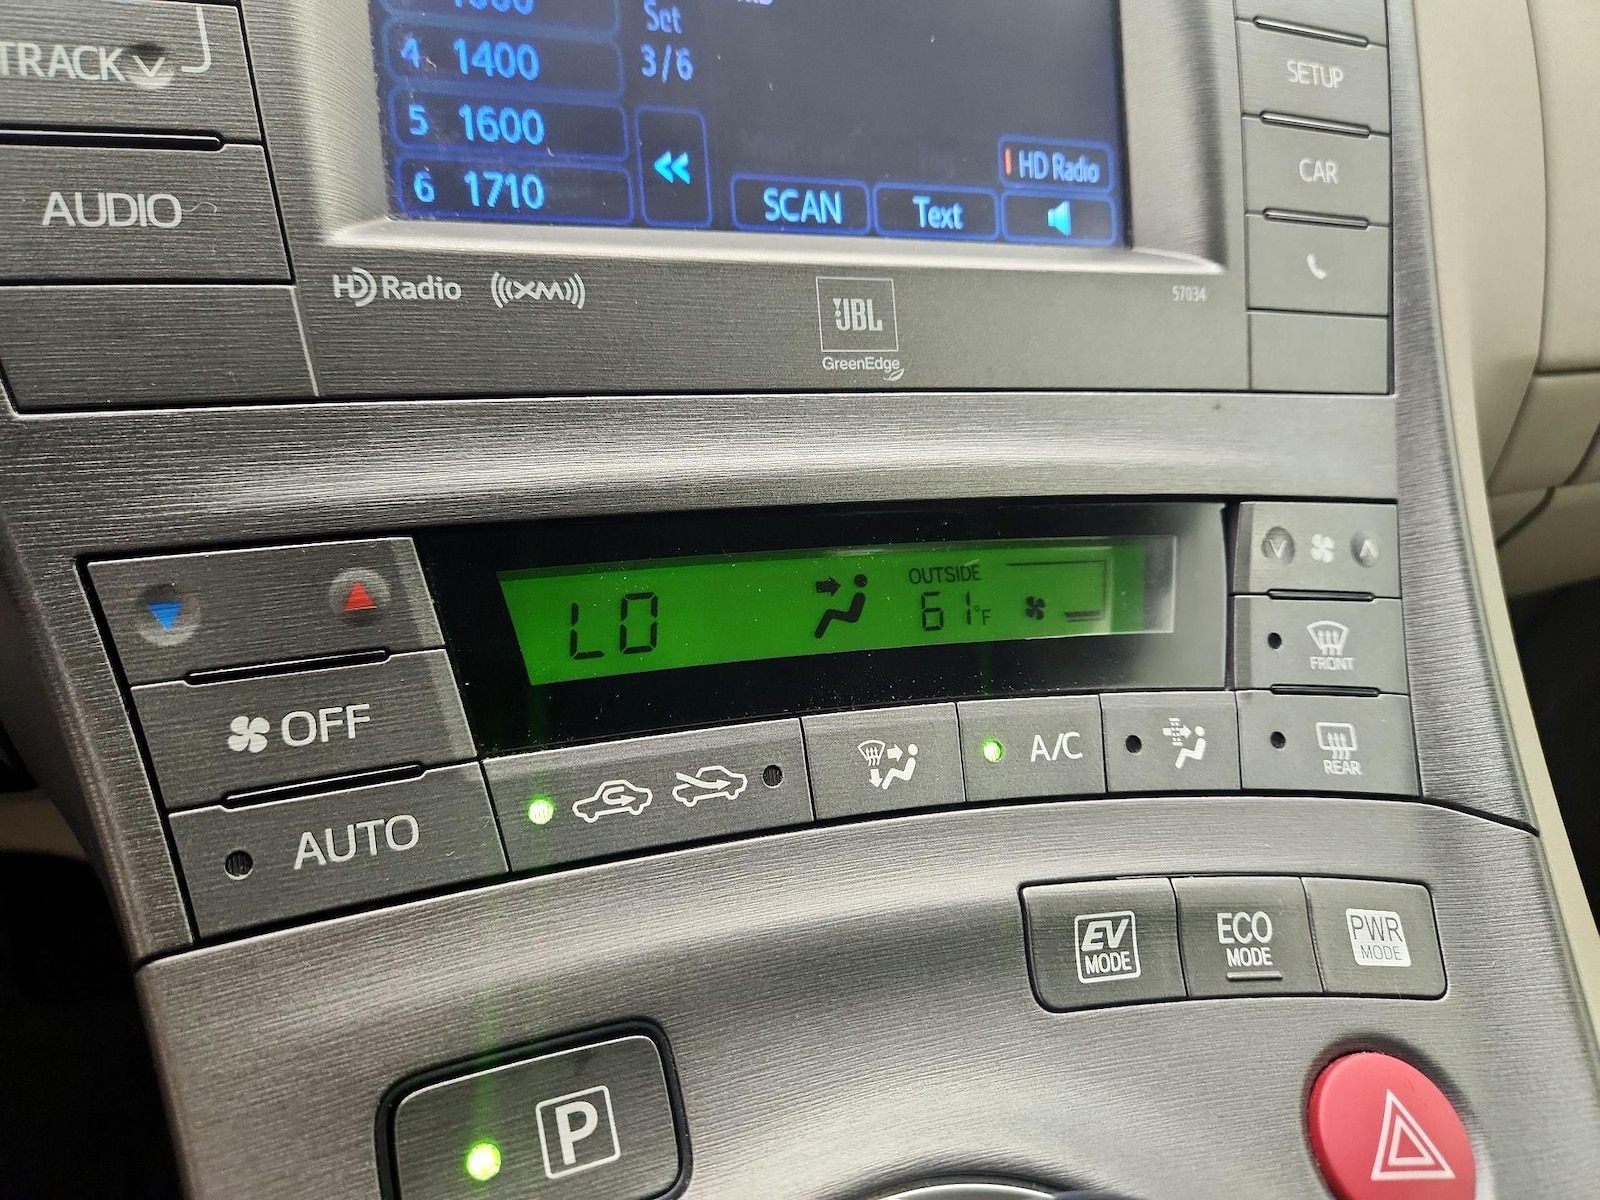 TRACK
AUDIO
Set
3/6
4 1400
5 1600
6 1710
SCAN
Text
HD Radio
SETUP
CAR
HD Radio
((XM))
JBL
GreenEdge
57034
LO
OUTSIDE
61°F
OFF
AUTO
A/C
FRONT
REAR
EV
MODE
ECO
MODE
PWR
MODE
P